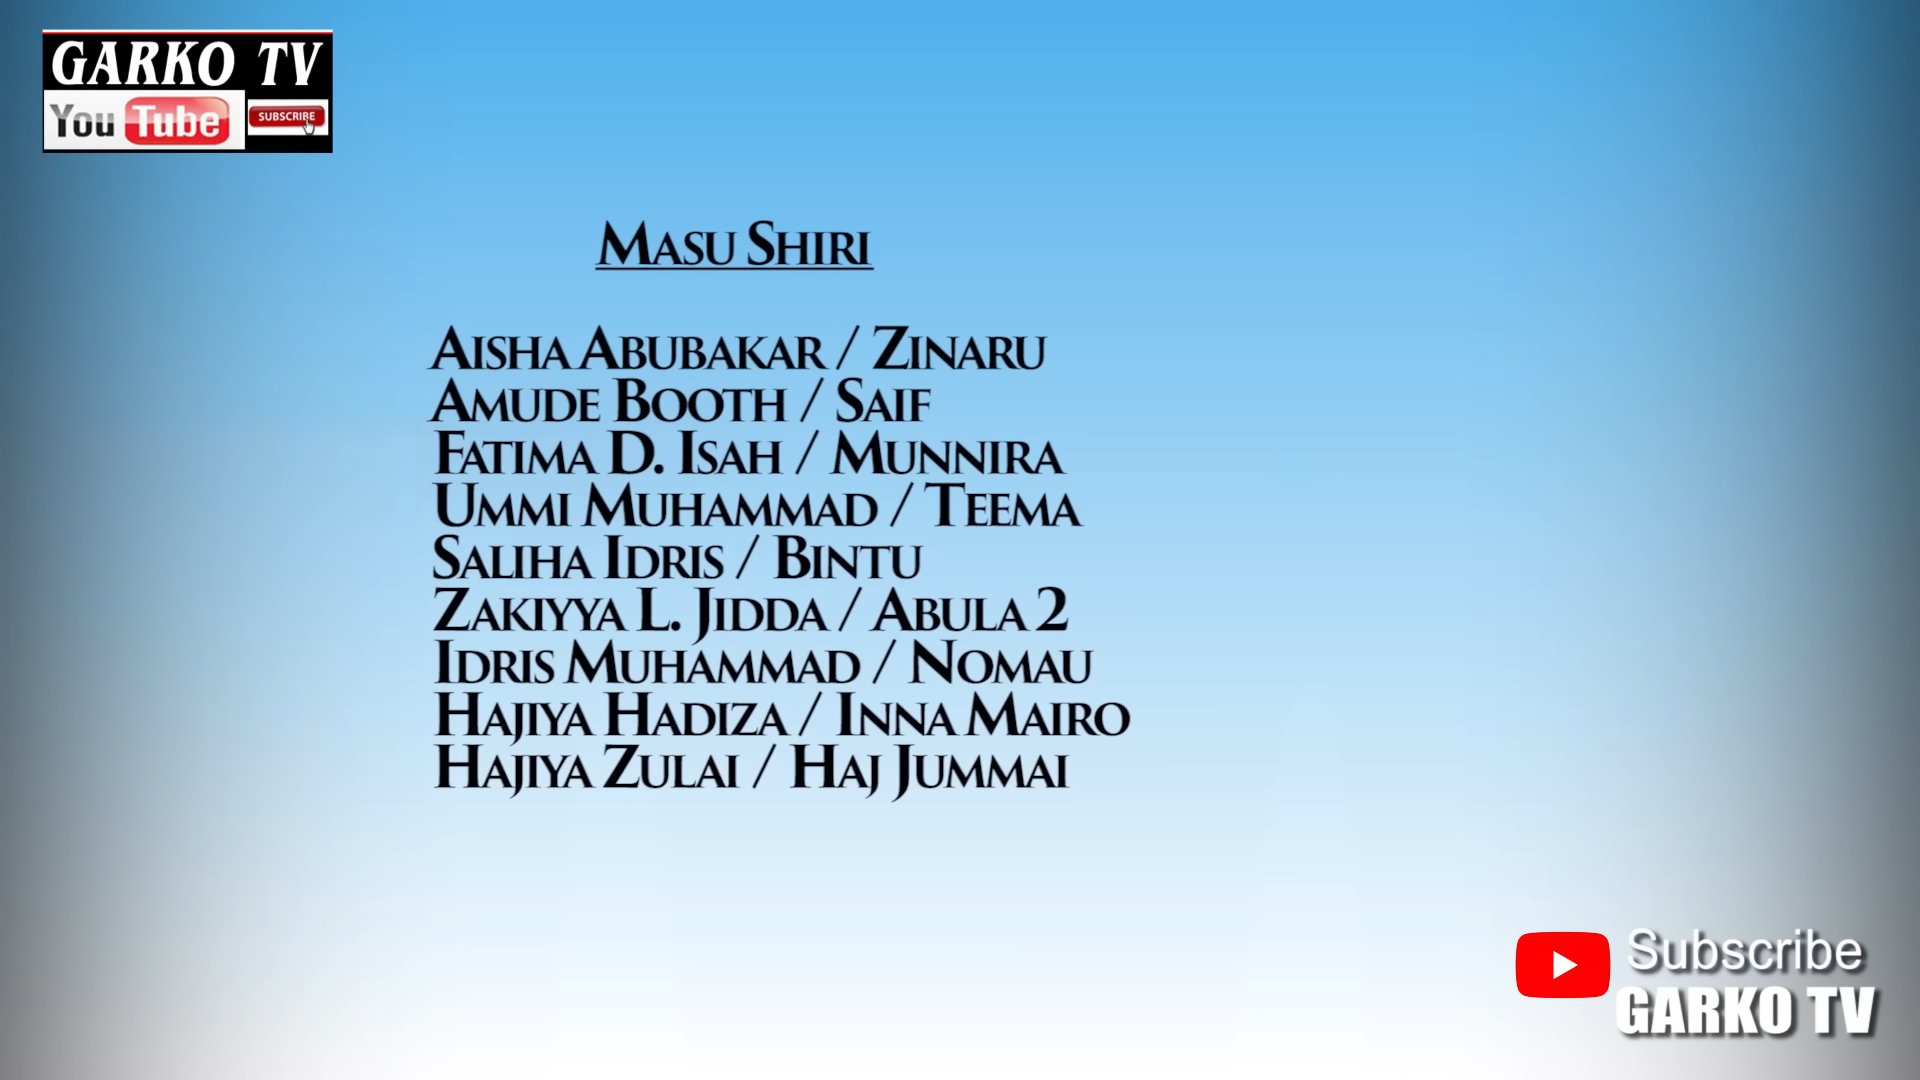 GARKO TV
YouTube SUBSCRIBE
MASU SHIRI
AISHA ABUBAKAR / ZINARU
AMUDE BOOTH / SAIF
FATIMA D. ISAH / MUNNIRA
UMMI MUHAMMAD / TEEMA
SALIHA IDRIS / BINTU
ZAKIYYA L. JIDDA / ABULA 2
IDRIS MUHAMMAD / NOMAU
HAJIYA HADIZA / INNA MAIRO
HAJIYA ZULAI / HAJ JUMMAI
Subscribe
GARKO TV